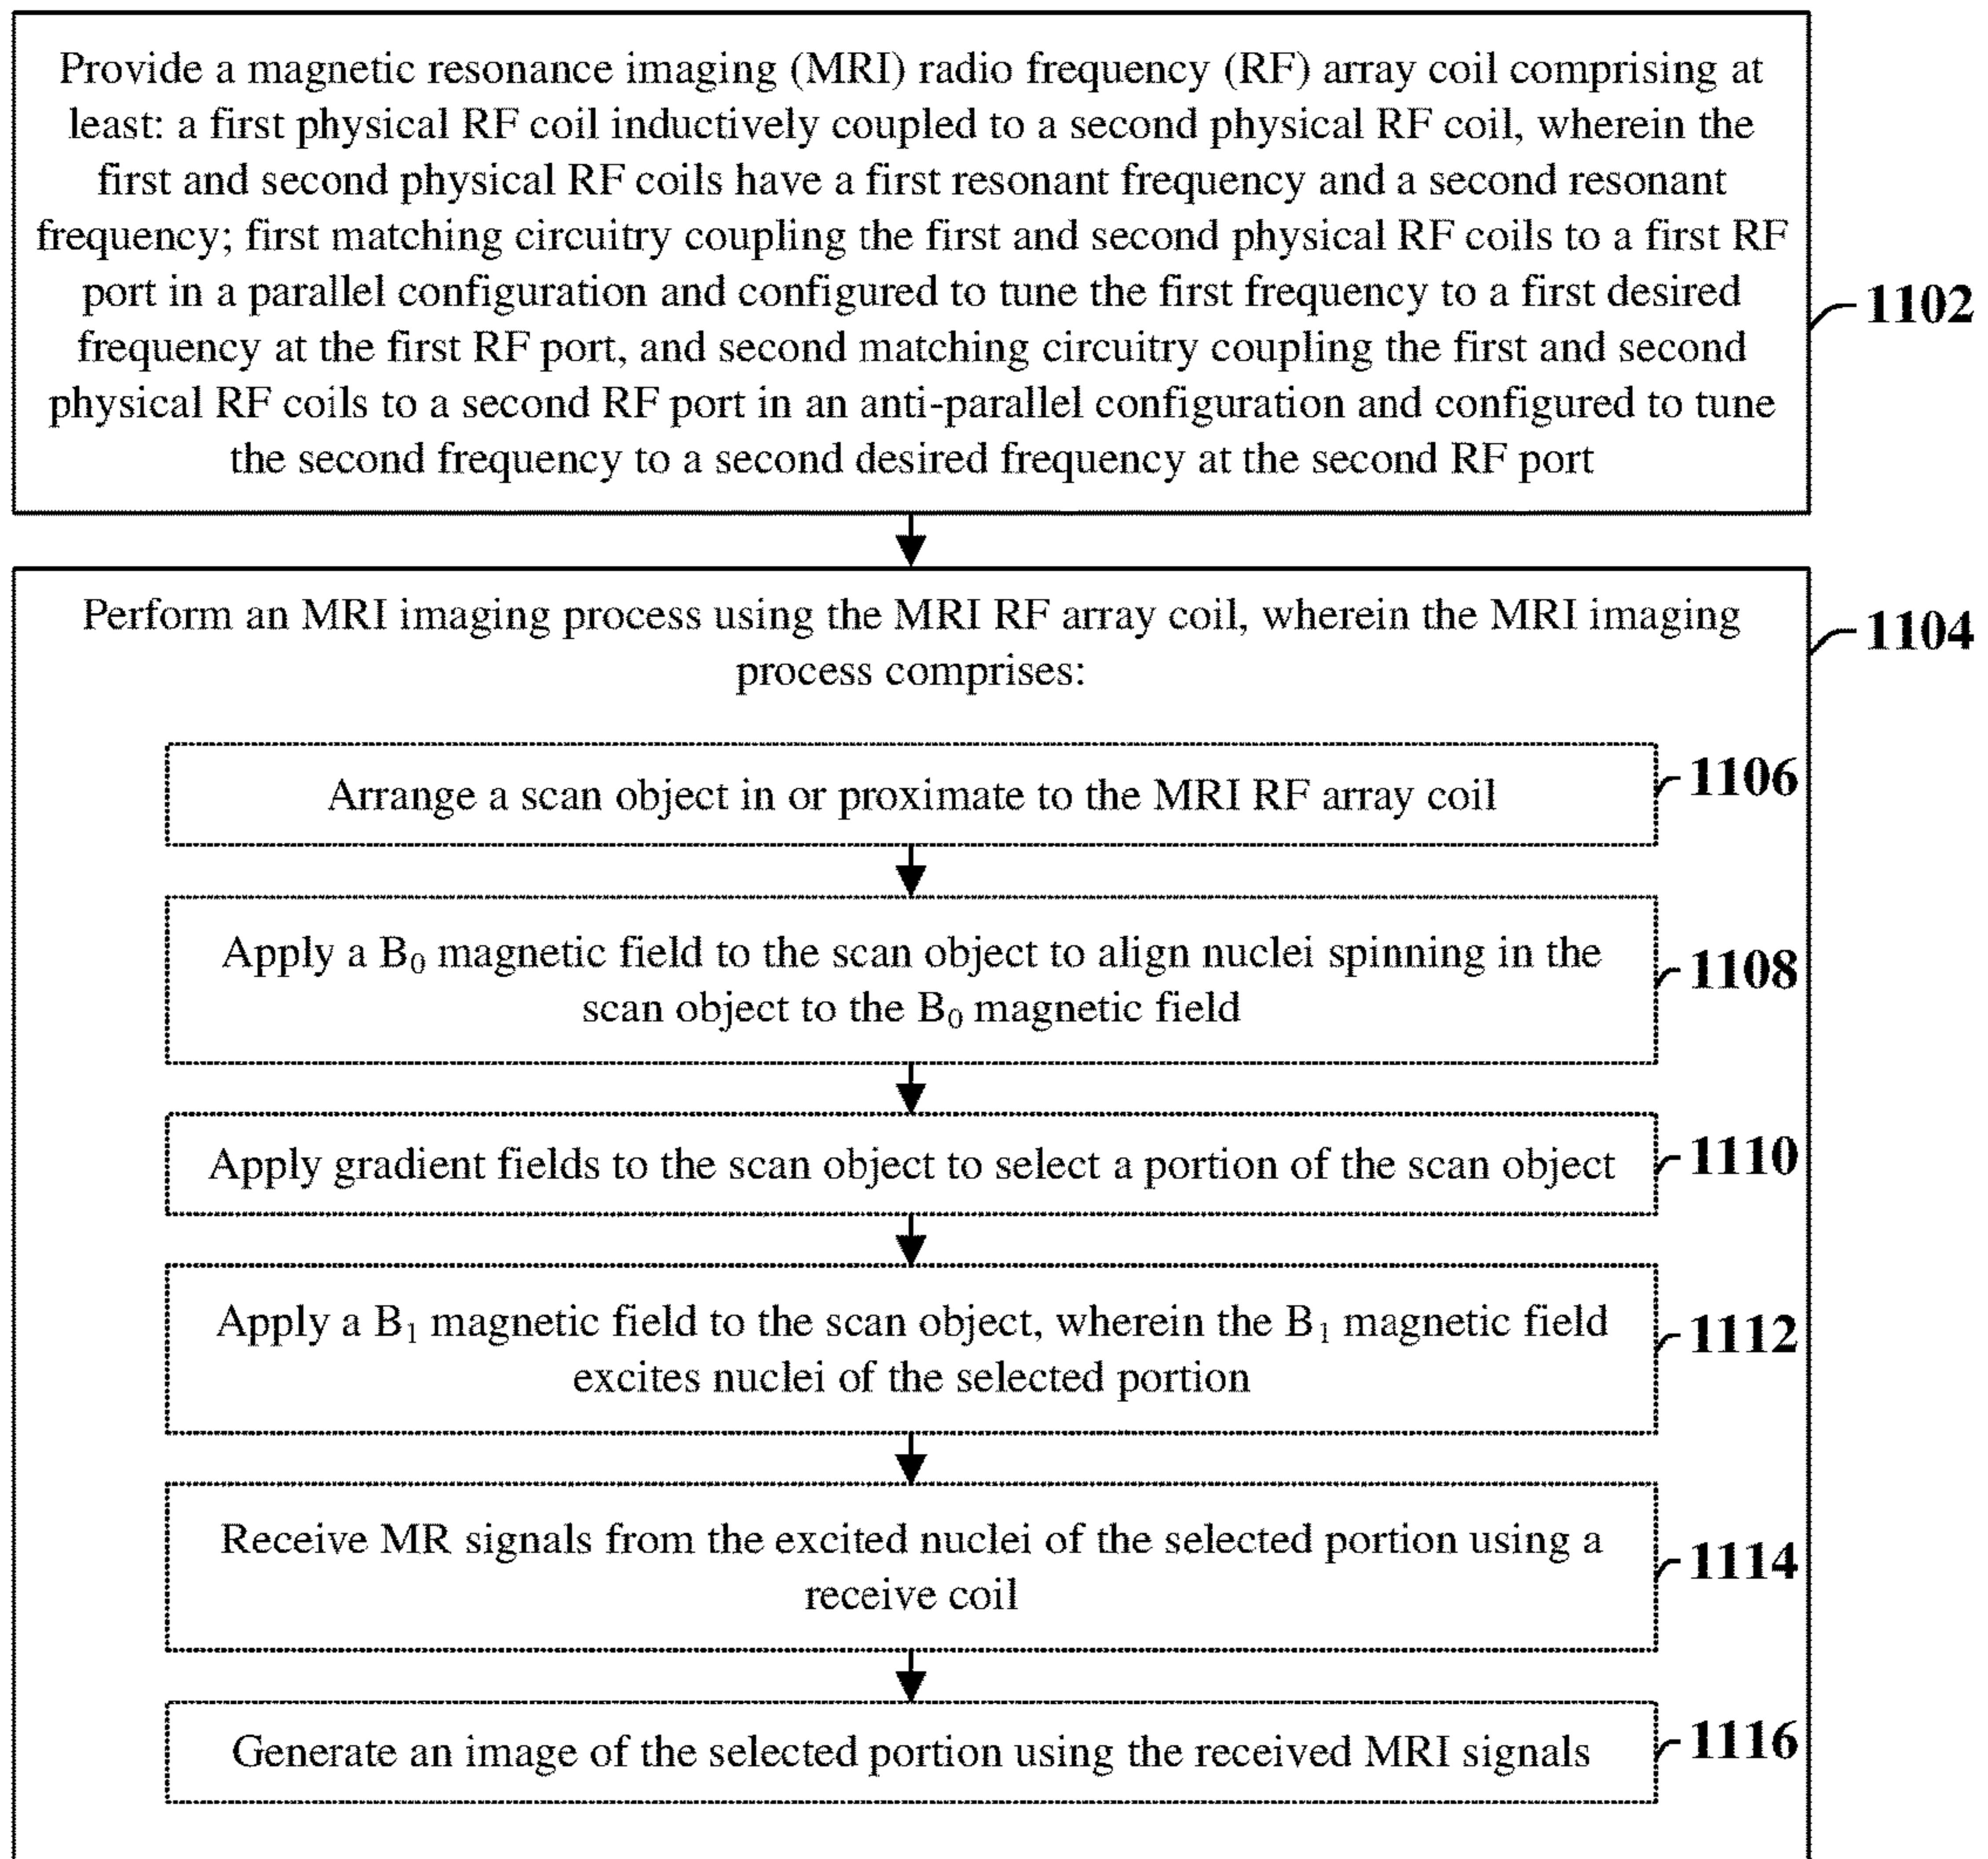 Provide a magnetic resonance imaging (MRI) radio frequency (RF) array coil comprising at
least: a first physical RF coil inductively coupled to a second physical RF coil, wherein the
first and second physical RF coils have a first resonant frequency and a second resonant
frequency; first matching circuitry coupling the first and second physical RF coils to a first RF
port in a parallel configuration and configured to tune the first frequency to a first desired
frequency at the first RF port, and second matching circuitry coupling the first and second
physical RF coils to a second RF port in an anti-parallel configuration and configured to tune
the second frequency to a second desired frequency at the second RF port
1102
Perform an MRI imaging process using the MRI RF array coil, wherein the MRI imaging
process comprises:
1104
Arrange a scan object in or proximate to the MRI RF array coil
1106
Apply a B₀ magnetic field to the scan object to align nuclei spinning in the
scan object to the B₀ magnetic field
1108
Apply gradient fields to the scan object to select a portion of the scan object
1110
Apply a B₁ magnetic field to the scan object, wherein the B₁ magnetic field
excites nuclei of the selected portion
1112
Receive MR signals from the excited nuclei of the selected portion using a
receive coil
1114
Generate an image of the selected portion using the received MRI signals
1116